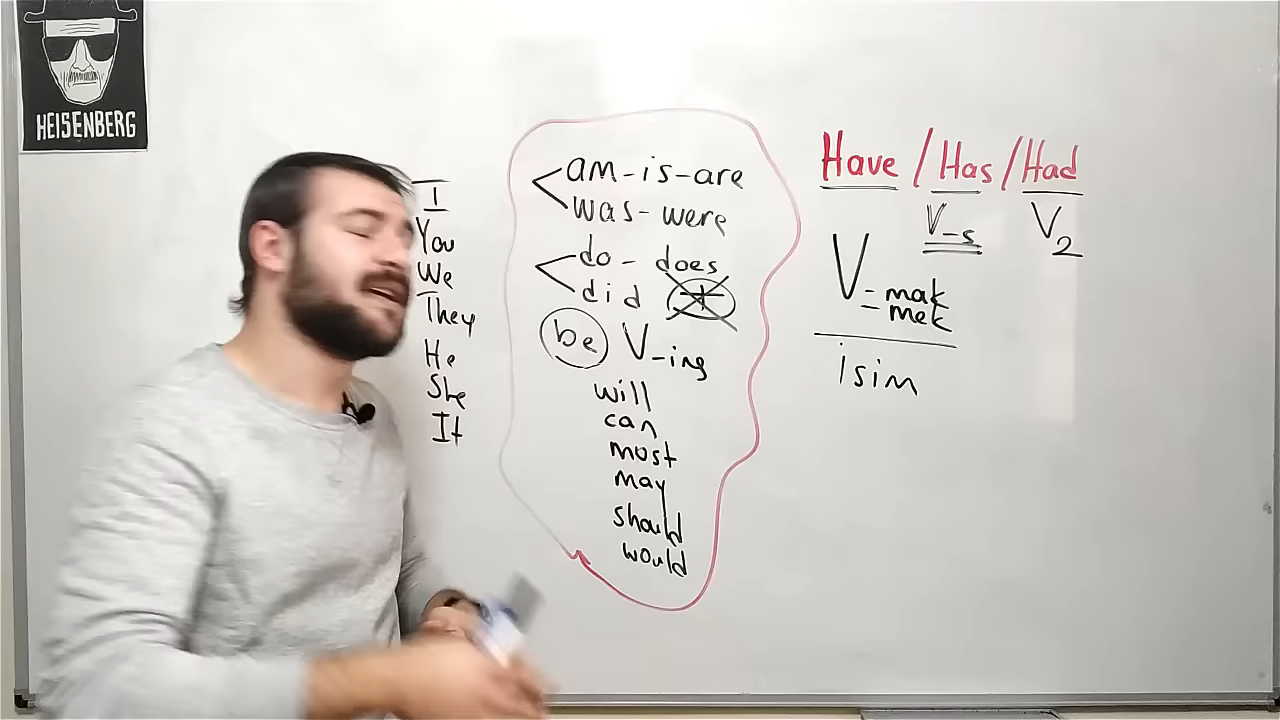 HEISENBERG
I
You
We
They
He
She
It
am-is-are
was-were
do - does
did +
be V-ing
will
can
most
may
should
would
Have / Has / Had
V-s V2
V-mak
-mek
isim